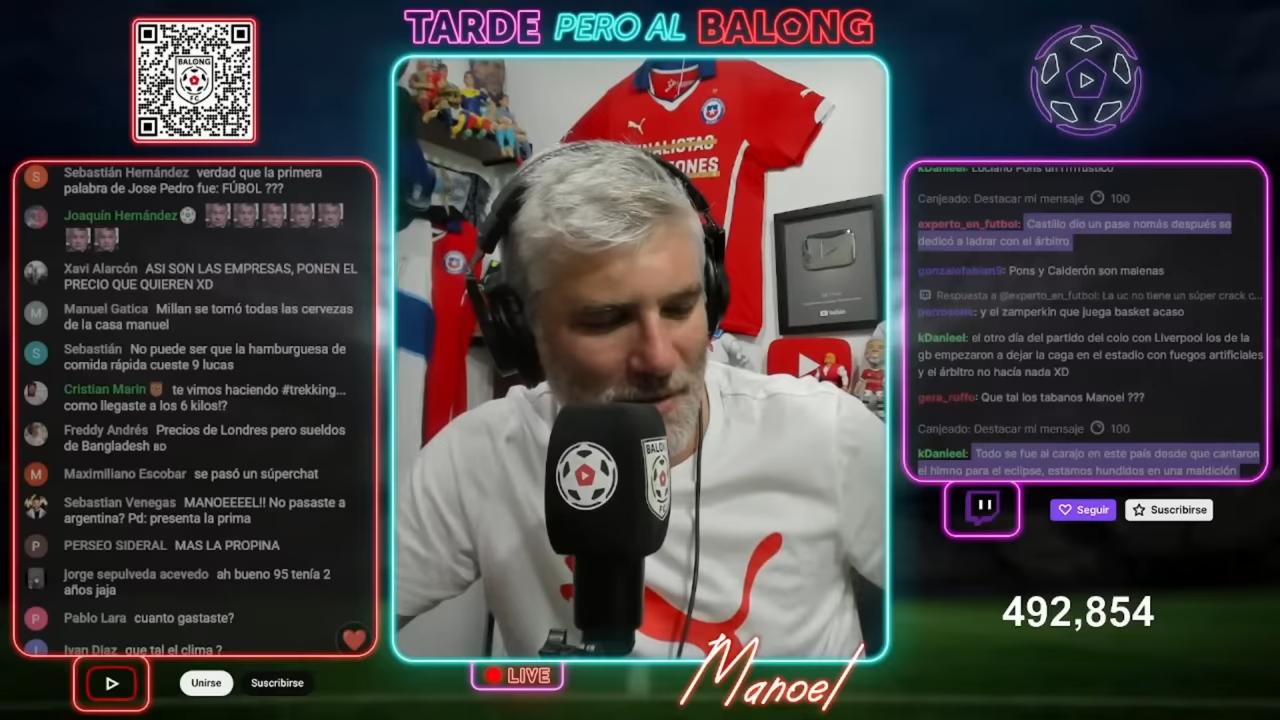 TARDE PERO AL BALONG
BALONG
FC
Sebastián Hernández verdad que la primera
palabra de Jose Pedro fue: FÚBOL ???
Joaquín Hernández
Xavi Alarcón ASI SON LAS EMPRESAS, PONEN EL
PRECIO QUE QUIEREN XD
Manuel Gatica Millan se tomó todas las cervezas
de la casa manuel
Sebastián No puede ser que la hamburguesa de
comida rápida cueste 9 lucas
Cristian Marin te vimos haciendo #trekking...
como llegaste a los 6 kilos!?
Freddy Andrés Precios de Londres pero sueldos
de Bangladesh BD
Maximiliano Escobar se pasó un súperchat
Sebastian Venegas MANOEEEEL!! No pasaste a
argentina? Pd: presenta la prima
PERSEO SIDERAL MAS LA PROPINA
jorge sepulveda acevedo ah bueno 95 tenía 2
años jaja
Pablo Lara cuanto gastaste?
Ivan Diaz que tal el clima ?
Unirse
Suscribirse
YouTube
BALONG
FC
LIVE
Manoel
kDanieel: Luciano Pons un
Canjeado: Destacar mi mensaje 100
experto_en_futbol: Castillo dio un pase nomás después se
dedicó a ladrar con el árbitro
gonzalofabian9: Pons y Calderón son malenas
Respuesta a @experto_en_futbol: La uc no tiene un súper crack c...
y el zamperkin que juega basket acaso
kDanieel: el otro día del partido del colo con Liverpool los de la
gb empezaron a dejar la caga en el estadio con fuegos artificiales
y el árbitro no hacía nada XD
gera_ruffo: Que tal los tabanos Manoel ???
Canjeado: Destacar mi mensaje 100
kDanieel: Todo se fue al carajo en este país desde que cantaron
el himno para el eclipse, estamos hundidos en una maldición
Seguir
Suscribirse
492,854